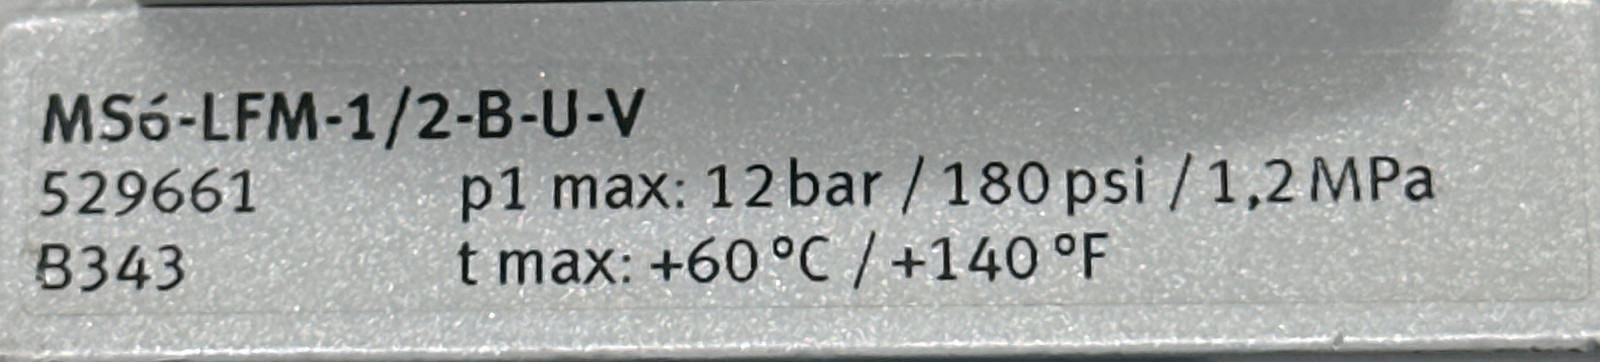 MS6-LFM-1/2-B-U-V
529661 p1 max: 12 bar / 180 psi / 1,2 MPa
B343 t max: +60 °C / +140 °F